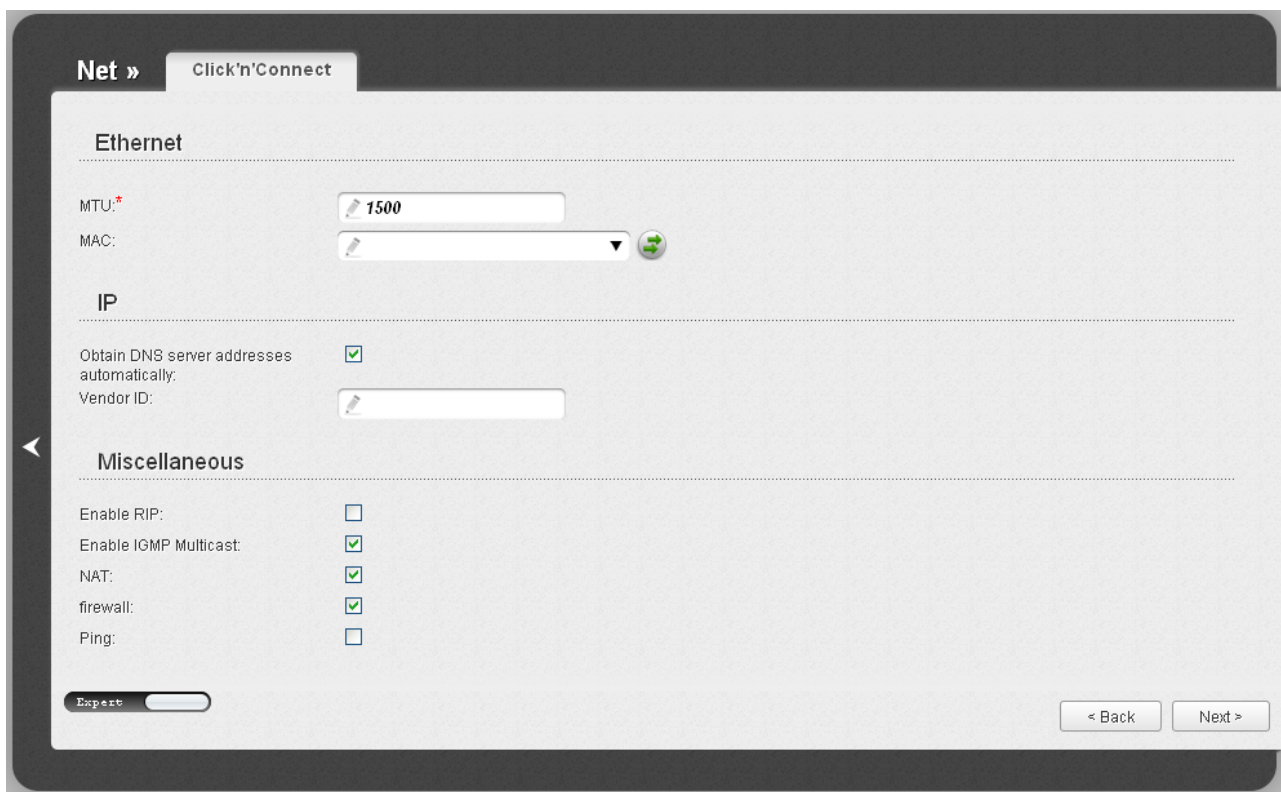 Net » Click'n'Connect
Ethernet
MTU:* 1500
MAC:
IP
Obtain DNS server addresses
automatically:
Vendor ID:
Miscellaneous
Enable RIP:
Enable IGMP Multicast:
NAT:
firewall:
Ping:
Expert
< Back Next >